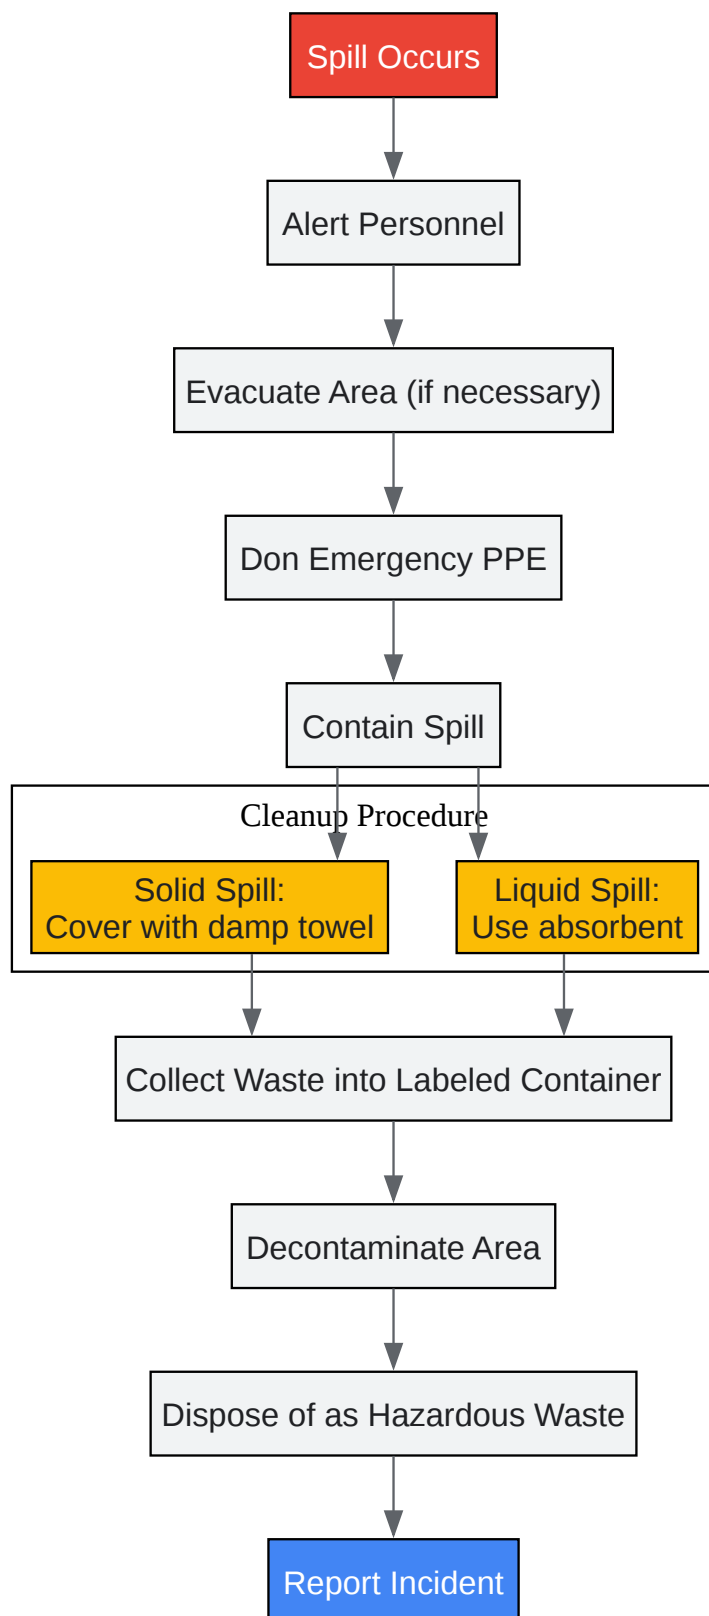 Spill Occurs
Alert Personnel
Evacuate Area (if necessary)
Don Emergency PPE
Contain Spill
Cleanup Procedure
Solid Spill:
Cover with damp towel
Liquid Spill:
Use absorbent
Collect Waste into Labeled Container
Decontaminate Area
Dispose of as Hazardous Waste
Report Incident